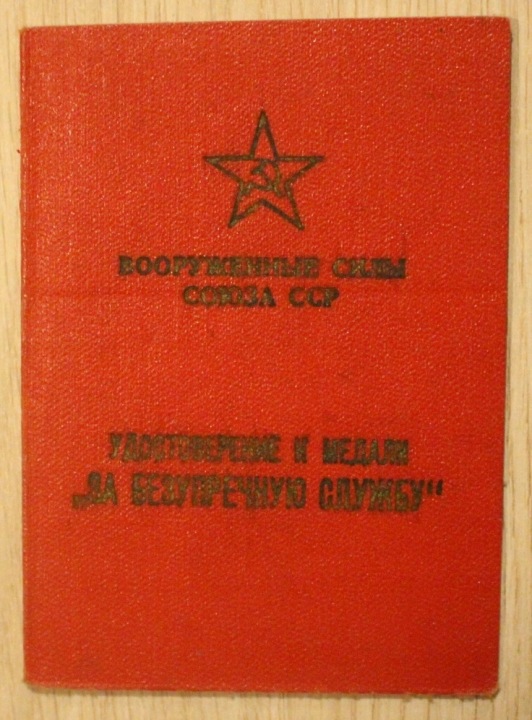 ВООРУЖЕННЫЕ СИЛЫ
СОЮЗА ССР
УДОСТОВЕРЕНИЕ К МЕДАЛИ
„ЗА БЕЗУПРЕЧНУЮ СЛУЖБУ“